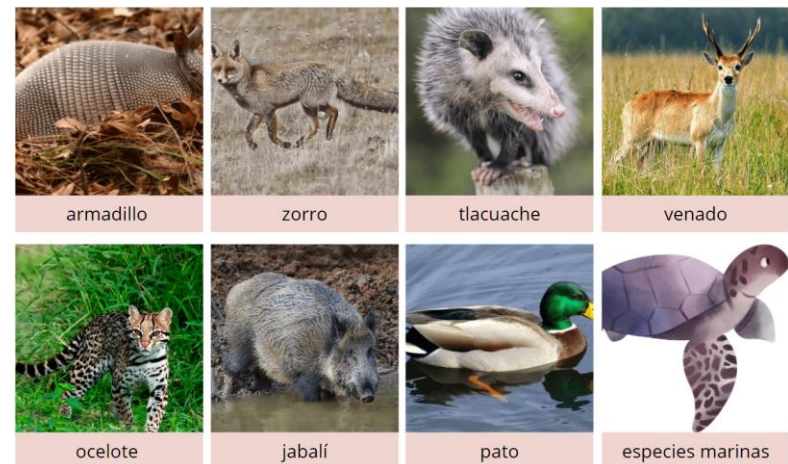 armadillo
zorro
tlacuache
venado
ocelote
jabalí
pato
especies marinas